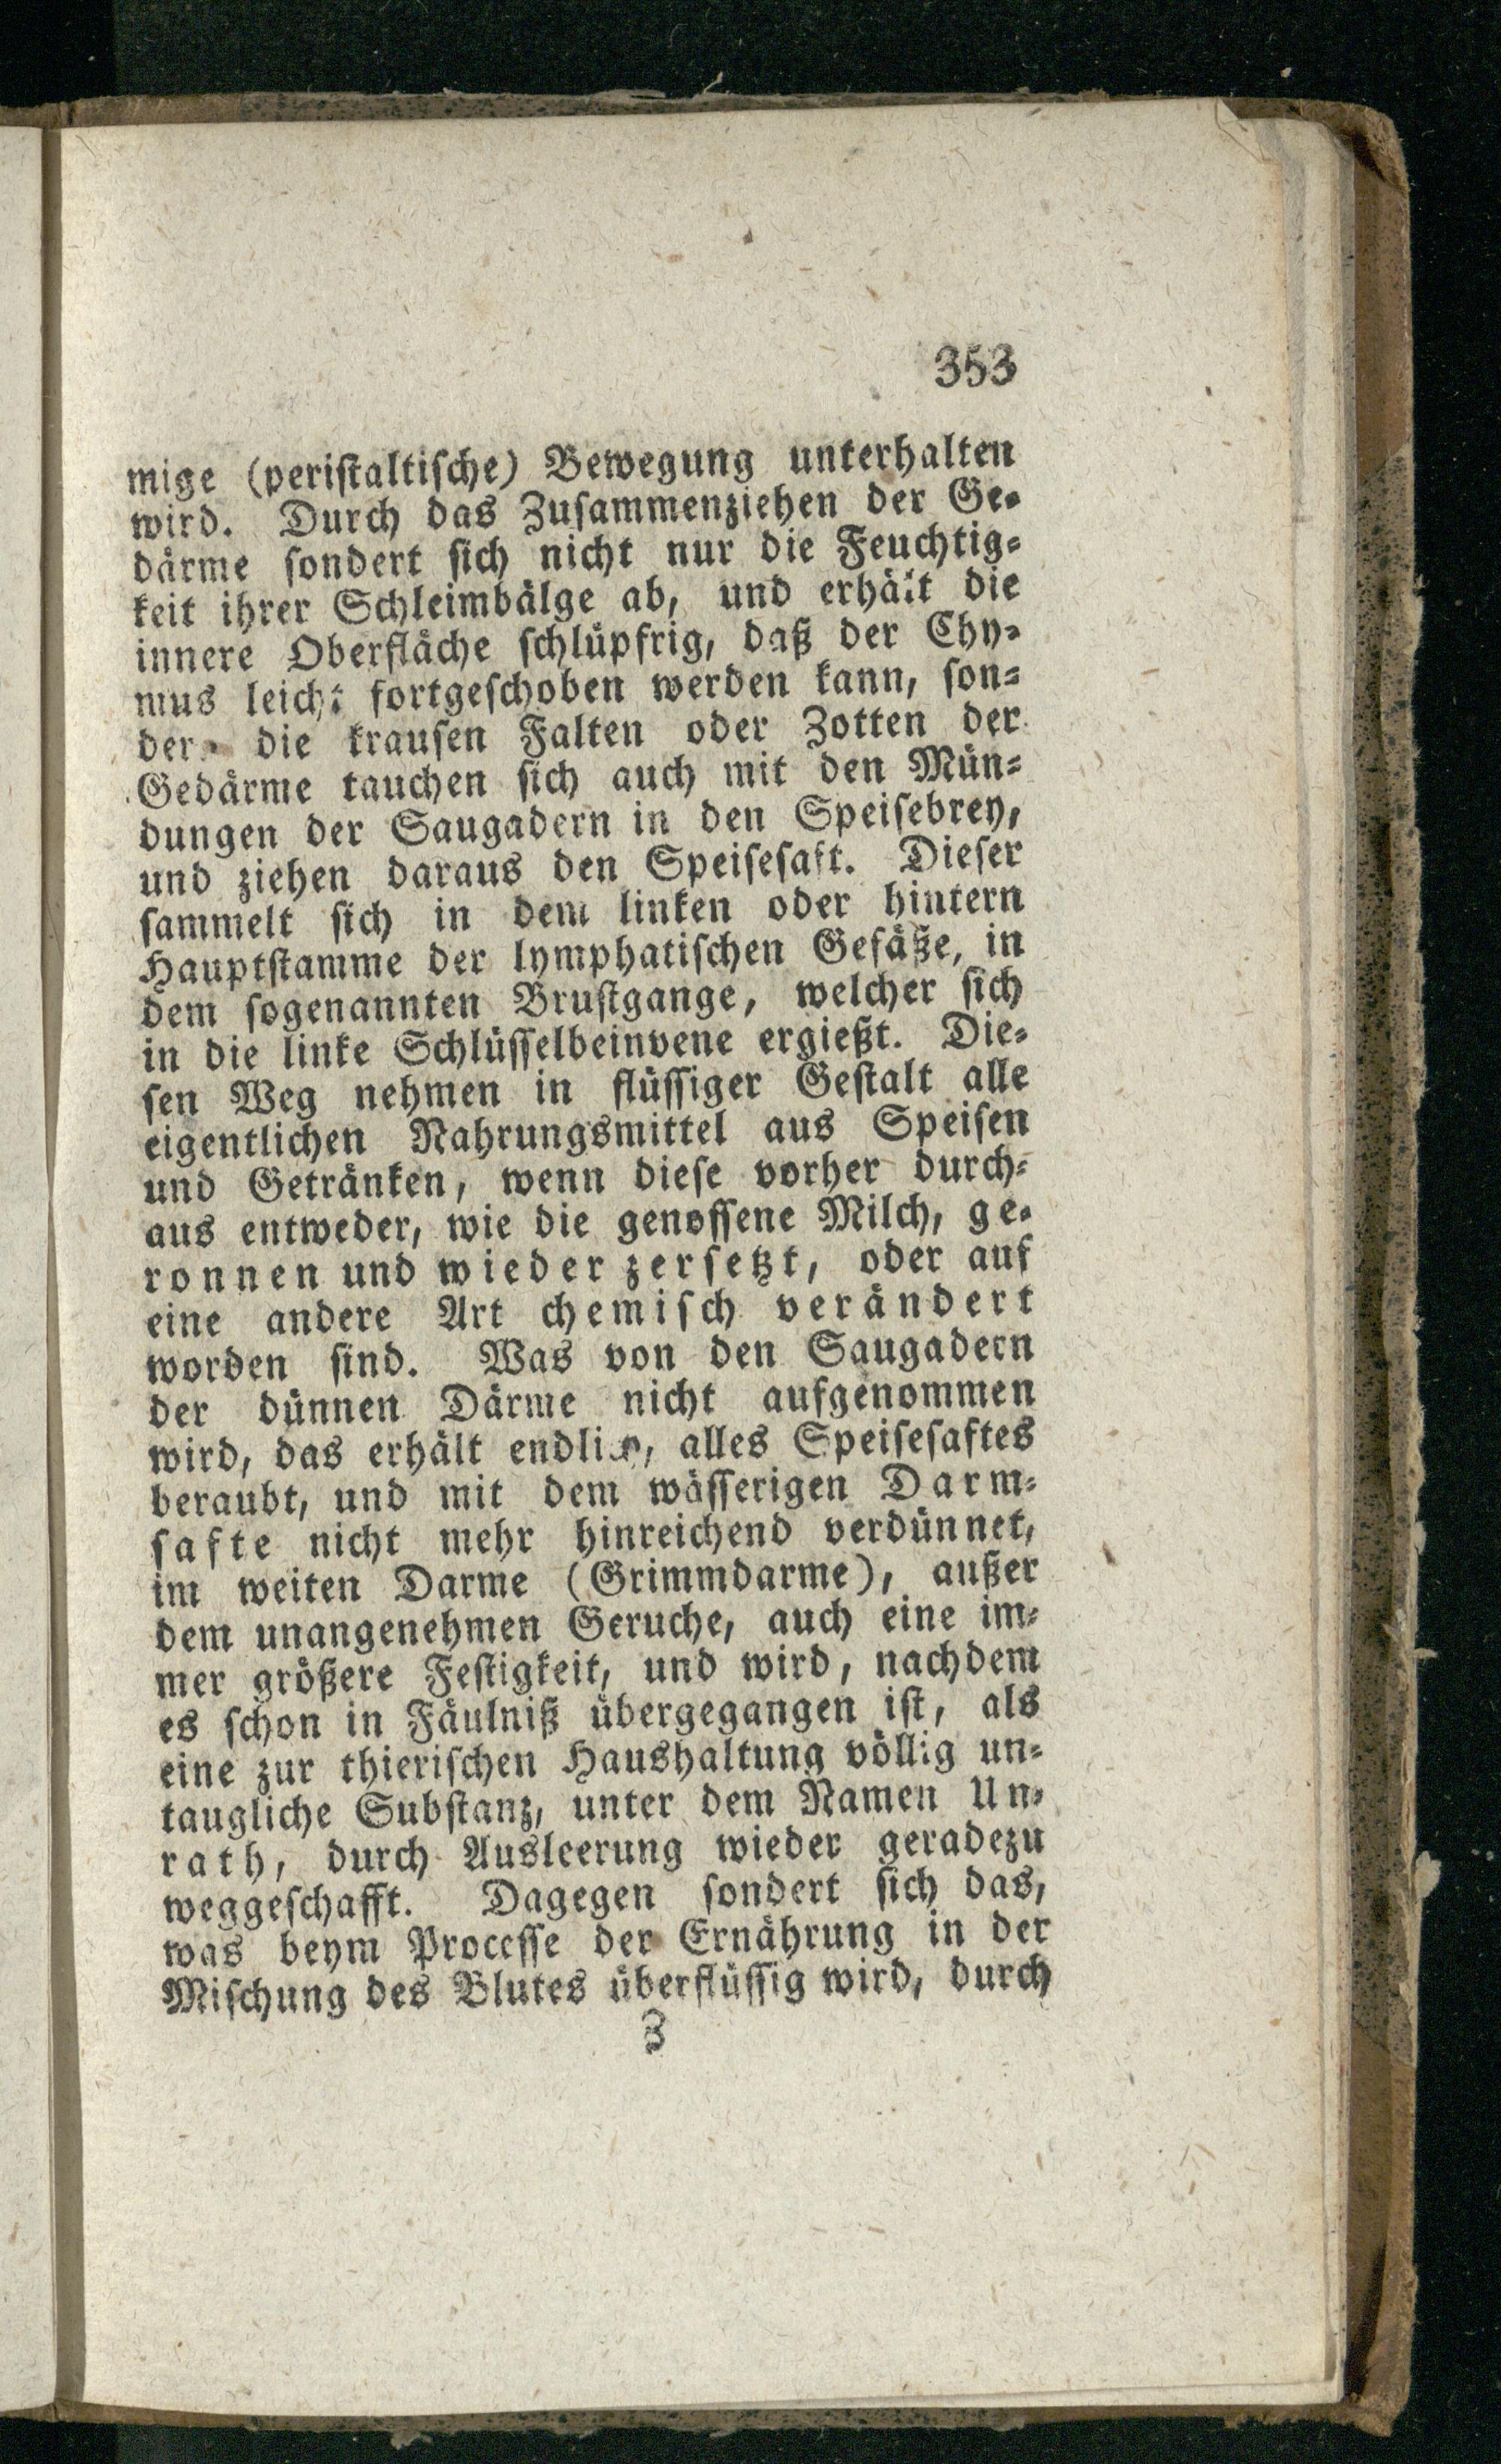 353
mige (peristaltische) Bewegung unterhalten
wird. Durch das Zusammenziehen der Ge-
därme sondert sich nicht nur die Feuchtig-
keit ihrer Schleimbälge ab, und erhält die
innere Oberfläche schlüpfrig, daß der Chy-
mus leicht fortgeschoben werden kann, son-
der die krausen Falten oder Zotten der
Gedärme tauchen sich auch mit den Mün-
dungen der Saugadern in den Speisebrey,
und ziehen daraus den Speisesaft. Dieser
sammelt sich in dem linken oder hintern
Hauptstamme der lymphatischen Gefäße, in
dem sogenannten Brustgange, welcher sich
in die linke Schlüsselbeinvene ergießt. Die-
sen Weg nehmen in flüssiger Gestalt alle
eigentlichen Nahrungsmittel aus Speisen
und Getränken, wenn diese vorher durch-
aus entweder, wie die genossene Milch, ge-
ronnen und wieder zersetzt, oder auf
eine andere Art chemisch verändert
worden sind. Was von den Saugadern
der dünnen Därme nicht aufgenommen
wird, das erhält endlich, alles Speisesaftes
beraubt, und mit dem wässerigen Darm-
safte nicht mehr hinreichend verdünnet,
im weiten Darme (Grimmdarme), außer
dem unangenehmen Geruche, auch eine im-
mer größere Festigkeit, und wird, nachdem
es schon in Fäulniß übergegangen ist, als
eine zur thierischen Haushaltung völlig un-
taugliche Substanz, unter dem Namen Un-
rath, durch Ausleerung wieder geradezu
weggeschafft. Dagegen sondert sich das,
was beym Processe der Ernährung in der
Mischung des Blutes überflüssig wird, durch
Z